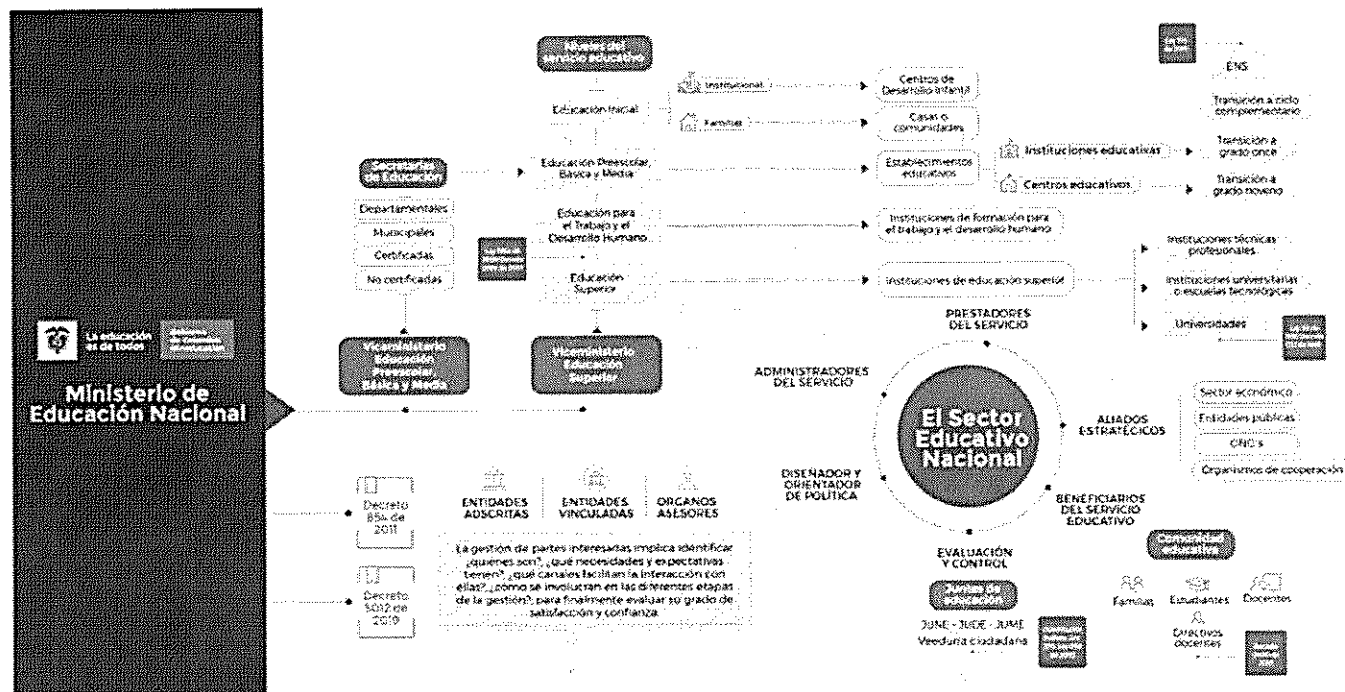 La educación
es de todos
Ministerio de
Educación Nacional
Niveles del
servicio educativo
Educación Inicial
Institucional
Familias
Centros de
Desarrollo Infantil
Casas o
comunidades
ENS
Transición a ciclo
complementario
Secretarías
de Educación
Departamentales
Municipales
Certificadas
No certificadas
Educación Preescolar,
Básica y Media
Establecimientos
educativos
Instituciones educativas
Centros educativos
Transición a
grado once
Transición a
grado noveno
Educación para
el Trabajo y el
Desarrollo Humano
Instituciones de formación para
el trabajo y el desarrollo humano
Educación
Superior
Instituciones de educación superior
Instituciones técnicas
profesionales
Instituciones universitarias
o escuelas tecnológicas
Universidades
Viceministerio
Educación
Preescolar,
Básica y Media
Viceministerio
Educación
Superior
PRESTADORES
DEL SERVICIO
ADMINISTRADORES
DEL SERVICIO
El Sector
Educativo
Nacional
ALIADOS
ESTRATÉGICOS
Sector económico
Entidades públicas
ONG's
Organismos de cooperación
DISEÑADOR Y
ORIENTADOR
DE POLÍTICA
BENEFICIARIOS
DEL SERVICIO
EDUCATIVO
EVALUACIÓN
Y CONTROL
JUNE - JUDE - JUME
Veeduría ciudadana
Comunidad
educativa
Familias
Estudiantes
Docentes
Directivos
docentes
Decreto
854 de
2011
Decreto
5012 de
2019
ENTIDADES
ADSCRITAS
ENTIDADES
VINCULADAS
ORGANOS
ASESORES
La gestión de partes interesadas implica identificar
¿quiénes son?, ¿qué necesidades y expectativas
tienen?, ¿qué canales facilitan la interacción con
ellas?, ¿cómo se involucran en las diferentes etapas
de la gestión?, para finalmente evaluar su grado de
satisfacción y confianza.